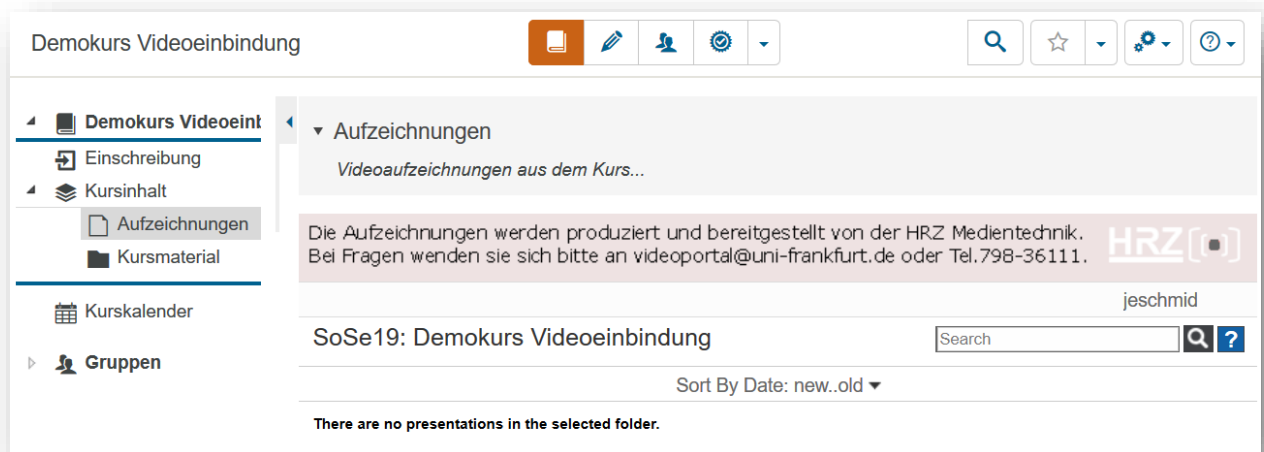 Demokurs Videoeinbindung
Demokurs Videoeint
Einschreibung
Kursinhalt
Aufzeichnungen
Kursmaterial
Kurskalender
Gruppen
Aufzeichnungen
Videoaufzeichnungen aus dem Kurs...
Die Aufzeichnungen werden produziert und bereitgestellt von der HRZ Medientechnik.
Bei Fragen wenden sie sich bitte an videoportal@uni-frankfurt.de oder Tel.798-36111.
HRZ
jeschmid
SoSe19: Demokurs Videoeinbindung
Search
?
Sort By Date: new..old
There are no presentations in the selected folder.